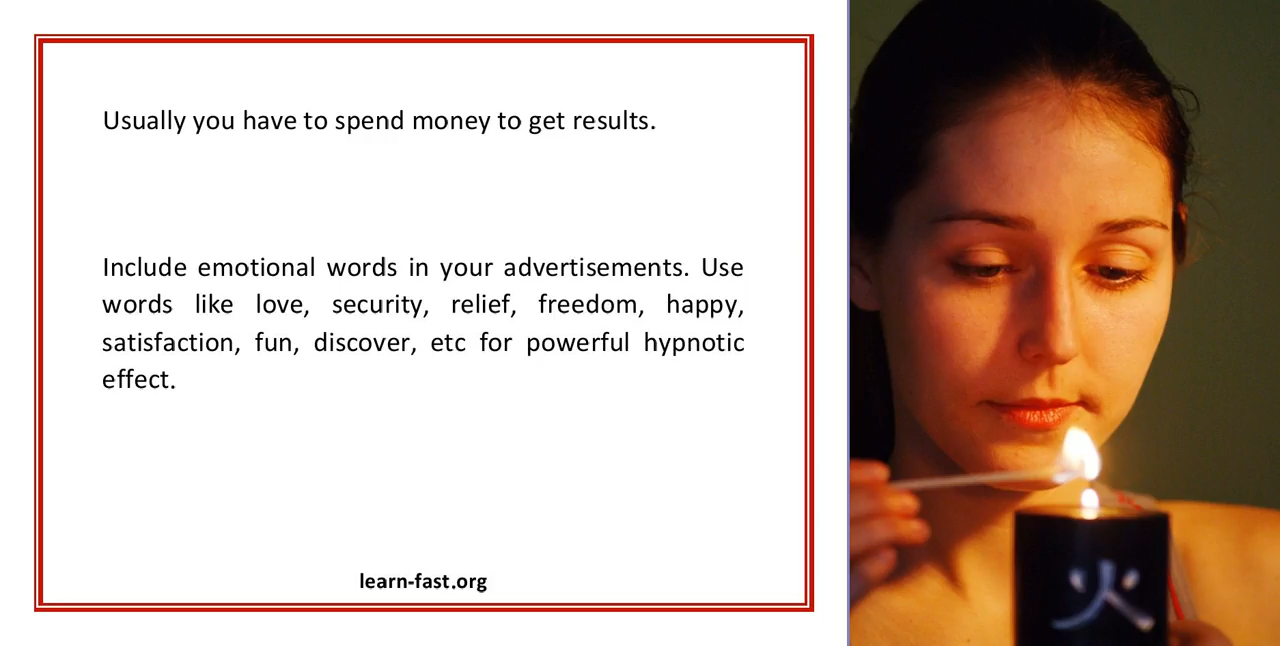 Usually you have to spend money to get results.
Include emotional words in your advertisements. Use
words like love, security, relief, freedom, happy,
satisfaction, fun, discover, etc for powerful hypnotic
effect.
learn-fast.org
火